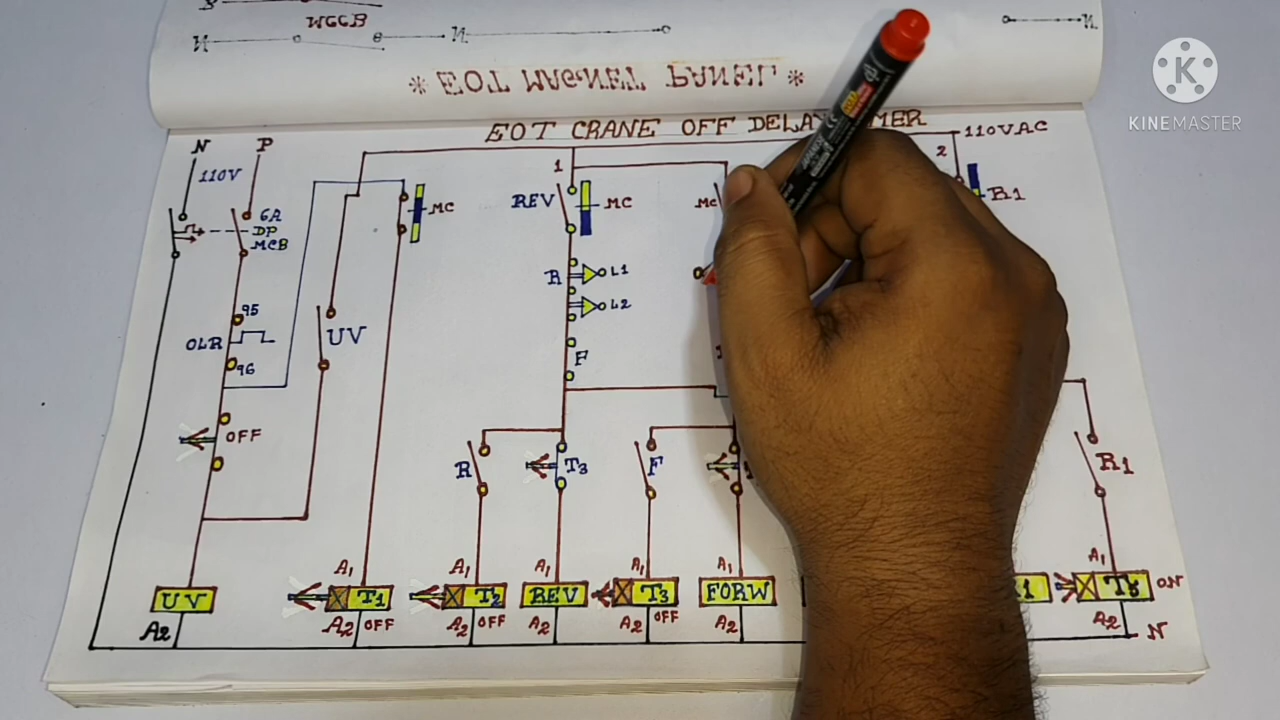 MCCB
N
N
N
* EOT MAGNET PANEL *
EOT CRANE OFF DELAY
KINEMASTER
N
P
110V
110VAC
1
2
6A
DP
MCB
MC
REV
MC
MC
R1
R
L1
L2
95
OLR
96
UV
F
OFF
R
T3
F
R1
A1
A1
A1
A1
A1
A1
UV
T1
T2
REV
T3
FORW
T5
ON
A2
A2
OFF
A2
OFF
A2
A2
OFF
A2
A2
N